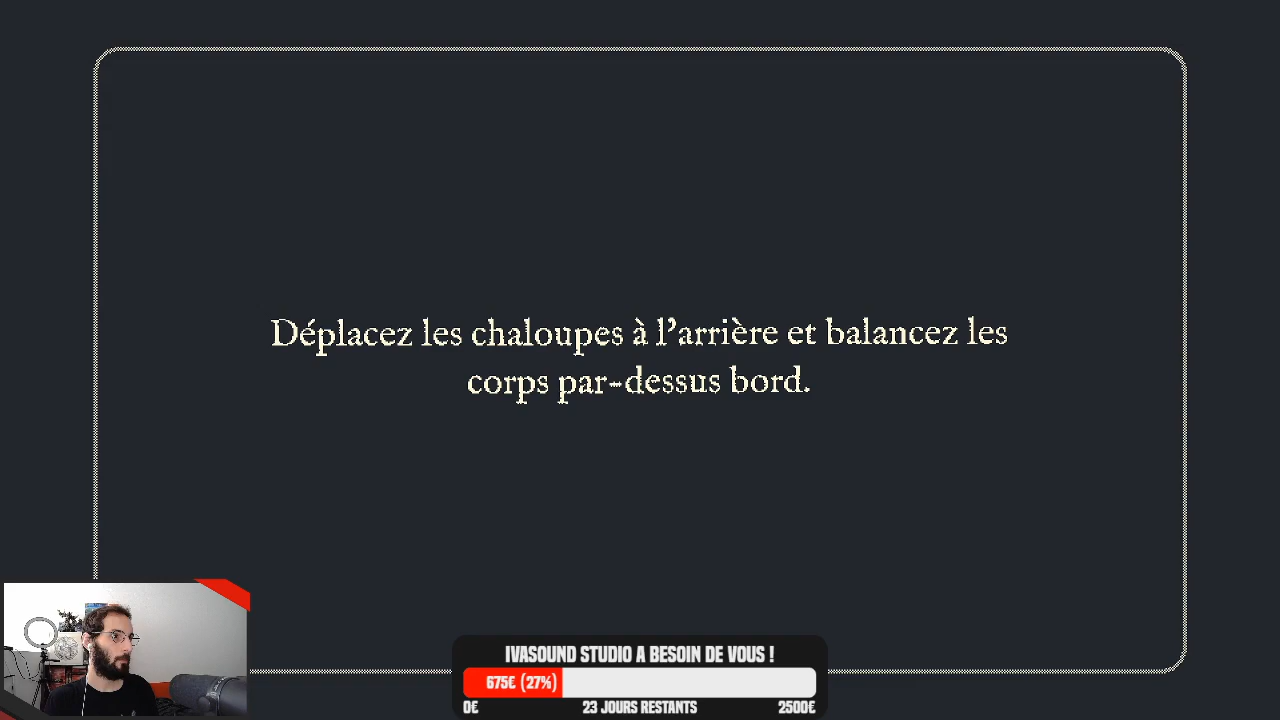 Déplacez les chaloupes à l'arrière et balancez les
corps par-dessus bord.
IVASOUND STUDIO A BESOIN DE VOUS !
675€ (27%)
0€ 23 JOURS RESTANTS 2500€